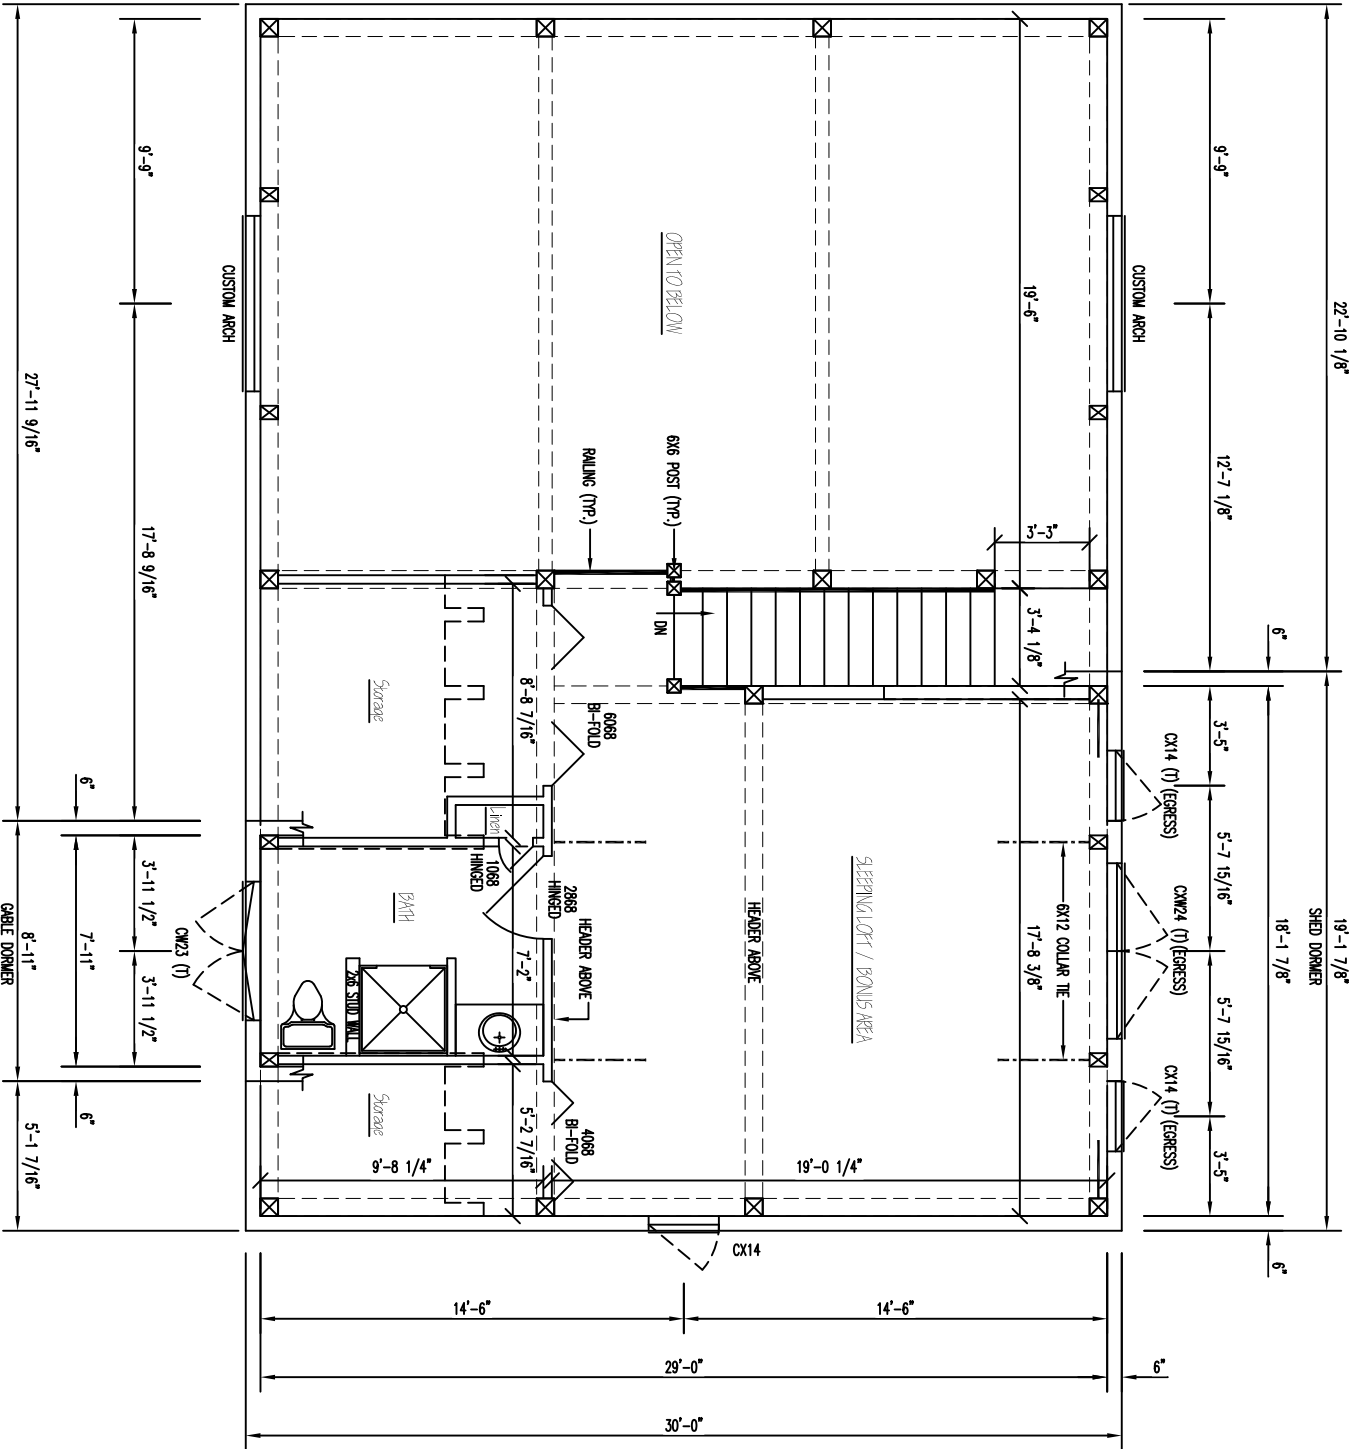 22'-10 1/8"
19'-1 7/8"
SHED DORMER
9'-9"
12'-7 1/8"
6"
18'-1 7/8"
6"
3'-5"
5'-7 15/16"
5'-7 15/16"
3'-5"
CUSTOM ARCH
CX14 (T) (EGRESS)
CXW24 (T) (EGRESS)
CX14 (T) (EGRESS)
19'-6"
3'-3"
3'-4 1/8"
6X12 COLLAR TIE
17'-8 3/8"
SLEEPING LOFT / BONUS AREA
HEADER ABOVE
19'-0 1/4"
OPEN TO BELOW
6X6 POST (TYP.)
RAILING (TYP.)
DN
6068
BI-FOLD
HEADER ABOVE
2868
HINGED
4068
BI-FOLD
8'-8 7/16"
7'-2"
5'-2 7/16"
Linen
1068
HINGED
Storage
BATH
2X6 STUD WALL
Storage
9'-8 1/4"
CX14
CUSTOM ARCH
CW23 (T)
9'-9"
17'-8 9/16"
3'-11 1/2"
3'-11 1/2"
6"
7'-11"
6"
27'-11 9/16"
8'-11"
GABLE DORMER
5'-1 7/16"
14'-6"
14'-6"
29'-0"
6"
30'-0"